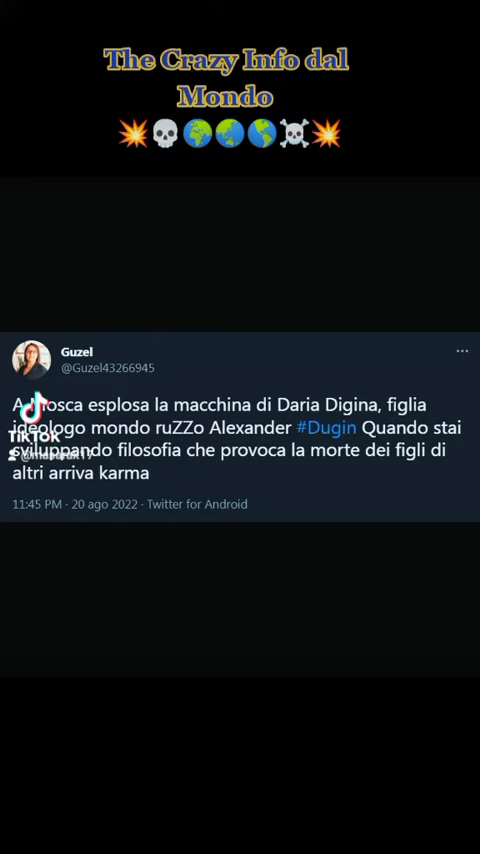 The Crazy Info dal
Mondo
💥💀🌍🌏🌎☠️💥
Guzel
@Guzel43266945
A Mosca esplosa la macchina di Daria Digina, figlia
ideologo mondo ruZZo Alexander #Dugin Quando stai
sviluppando filosofia che provoca la morte dei figli di
altri arriva karma
TikTok
11:45 PM · 20 ago 2022 · Twitter for Android